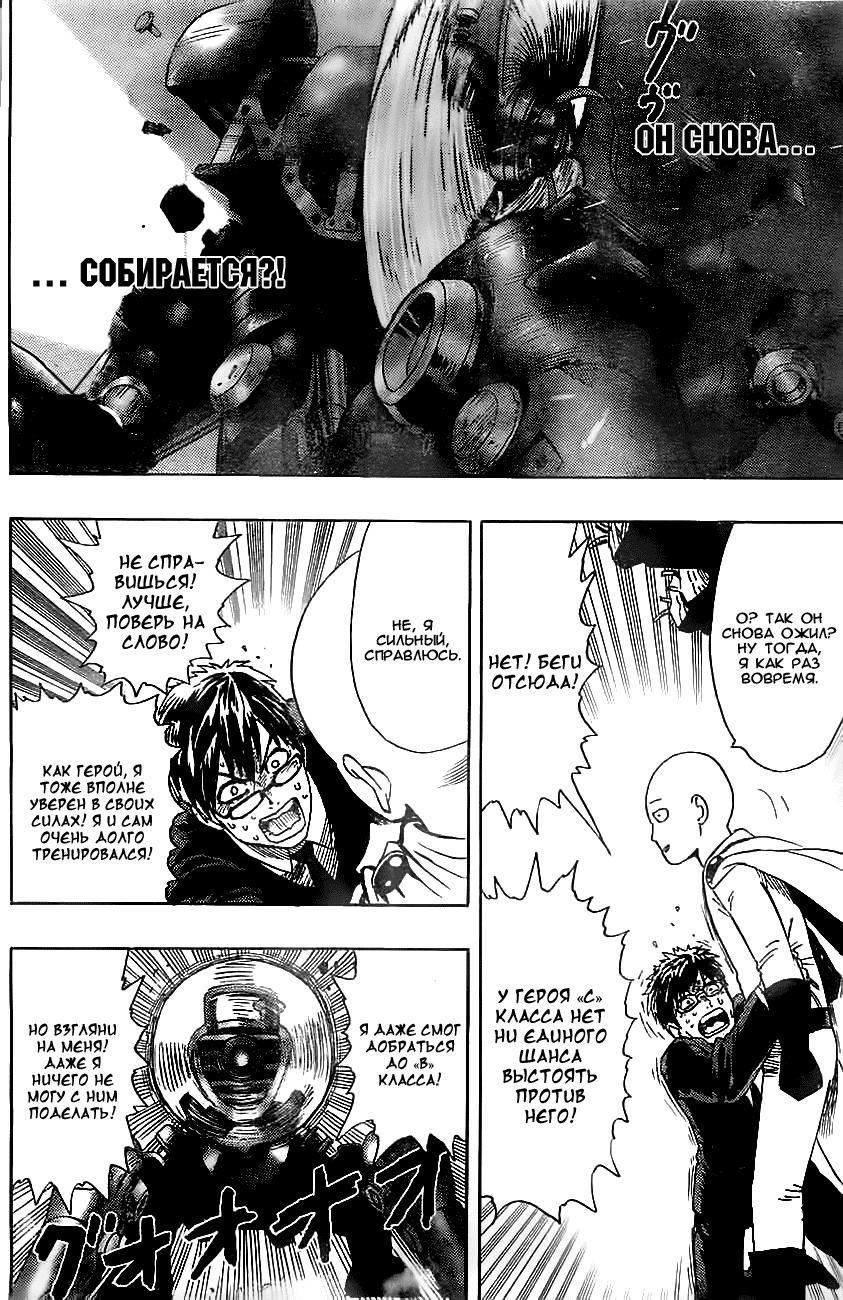 グ
グ
ОН СНОВА...
... СОБИРАЕТСЯ?!
О? ТАК ОН
СНОВА ОЖИЛ?
НУ ТОГДА,
Я КАК РАЗ
ВОВРЕМЯ.
НЕТ! БЕГИ
ОТСЮДА!
У ГЕРОЯ «С»
КЛАССА НЕТ
НИ ЕДИНОГО
ШАНСА
ВЫСТОЯТЬ
ПРОТИВ
НЕГО!
НЕ, Я
СИЛЬНЫЙ,
СПРАВЛЮСЬ.
НЕ СПРА-
ВИШЬСЯ!
ЛУЧШЕ,
ПОВЕРЬ НА
СЛОВО!
КАК ГЕРОЙ, Я
ТОЖЕ ВПОЛНЕ
УВЕРЕН В СВОИХ
СИЛАХ! Я И САМ
ОЧЕНЬ ДОЛГО
ТРЕНИРОВАЛСЯ!
Я ДАЖЕ СМОГ
ДОБРАТЬСЯ
ДО «В»
КЛАССА!
НО ВЗГЛЯНИ
НА МЕНЯ!
ДАЖЕ Я
НИЧЕГО НЕ
МОГУ С НИМ
ПОДЕЛАТЬ!
グオオオオ